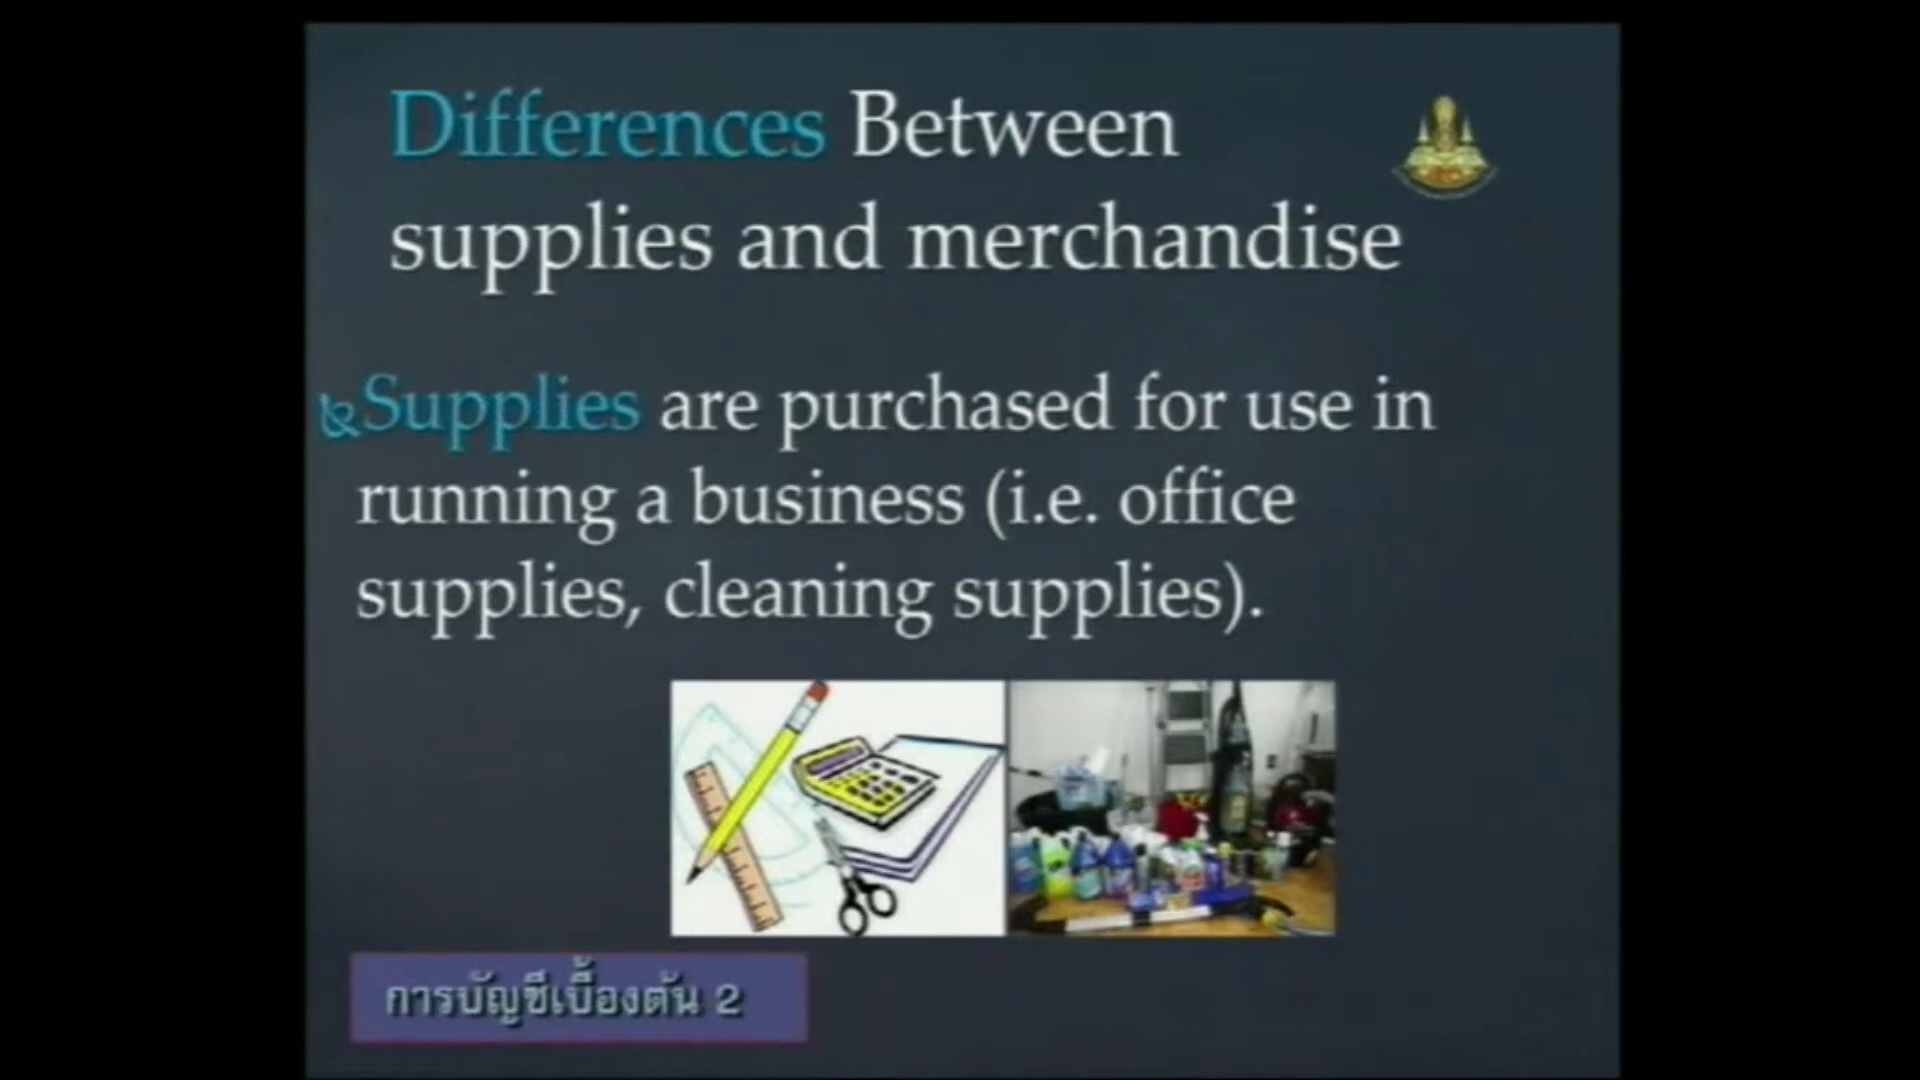 Differences Between
supplies and merchandise
Supplies are purchased for use in
running a business (i.e. office
supplies, cleaning supplies).
การบัญชีเบื้องต้น 2